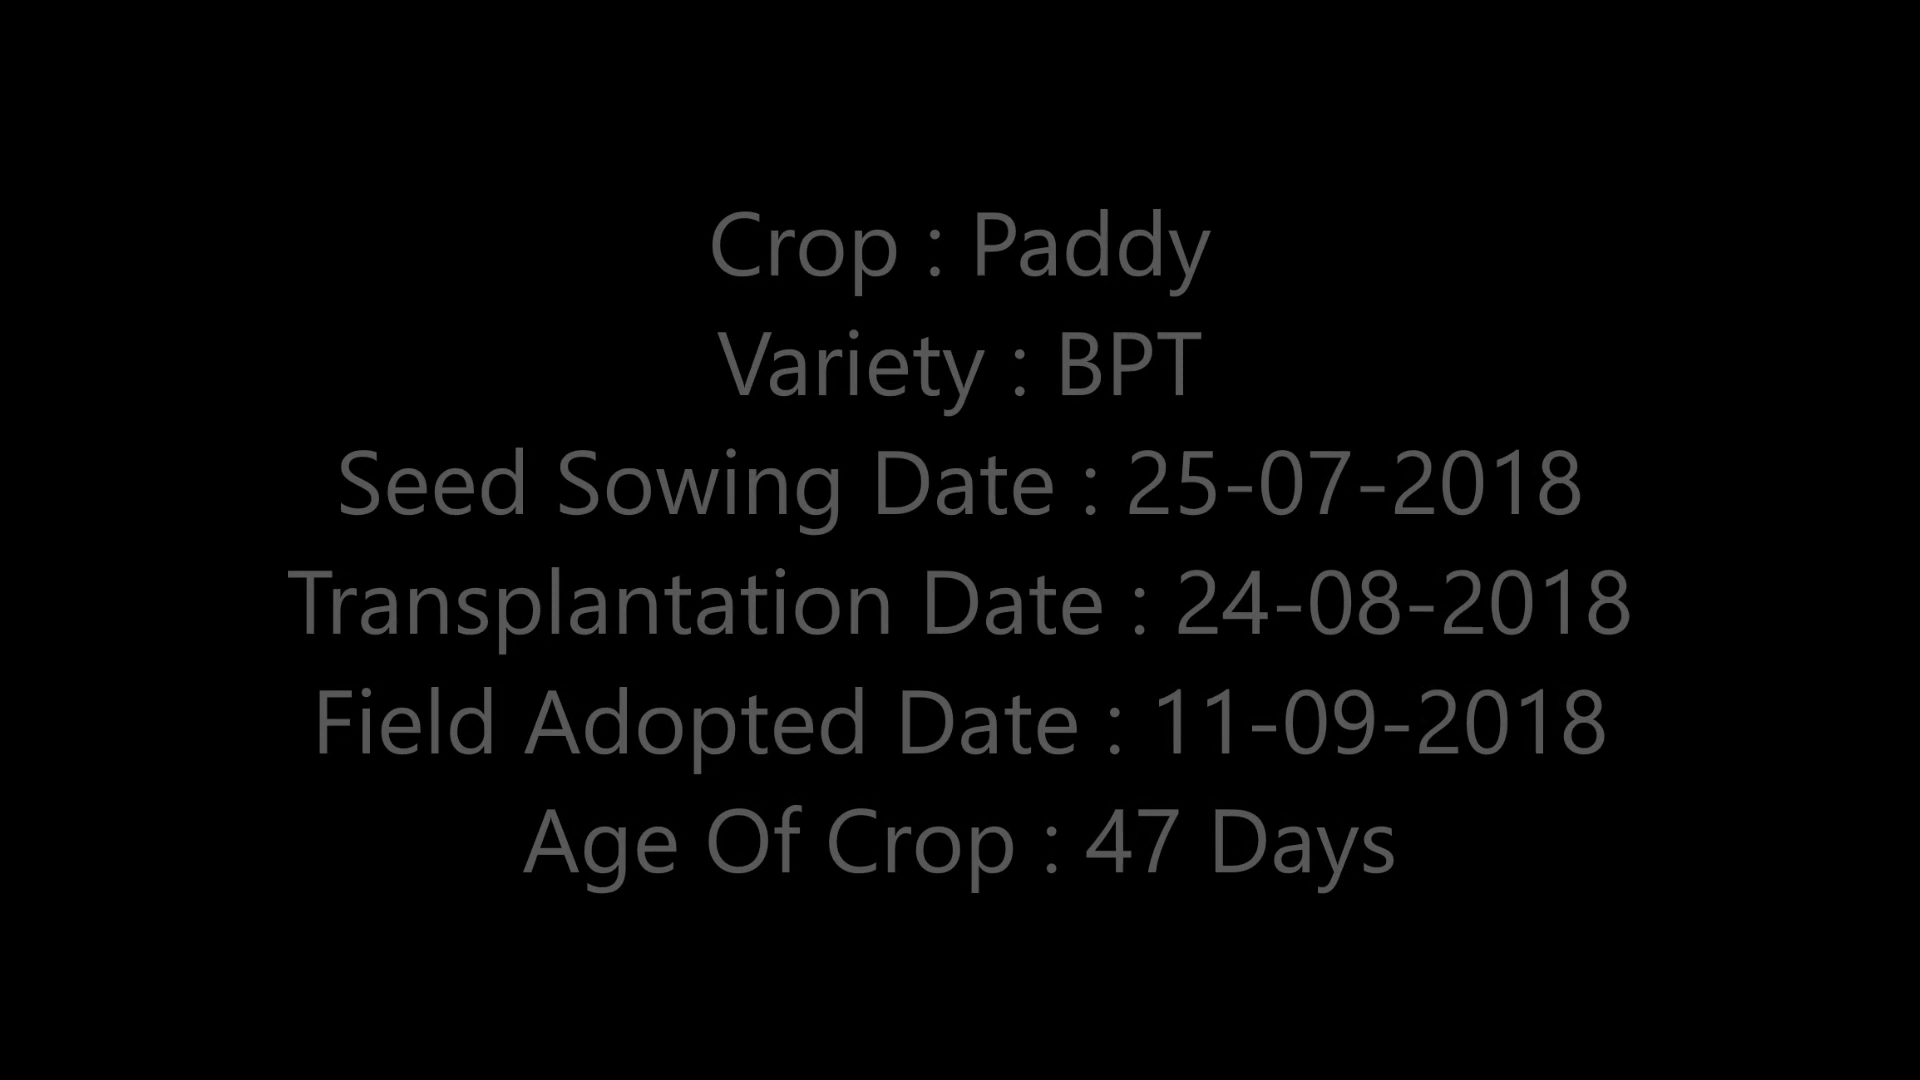 Crop : Paddy
Variety : BPT
Seed Sowing Date : 25-07-2018
Transplantation Date : 24-08-2018
Field Adopted Date : 11-09-2018
Age Of Crop : 47 Days